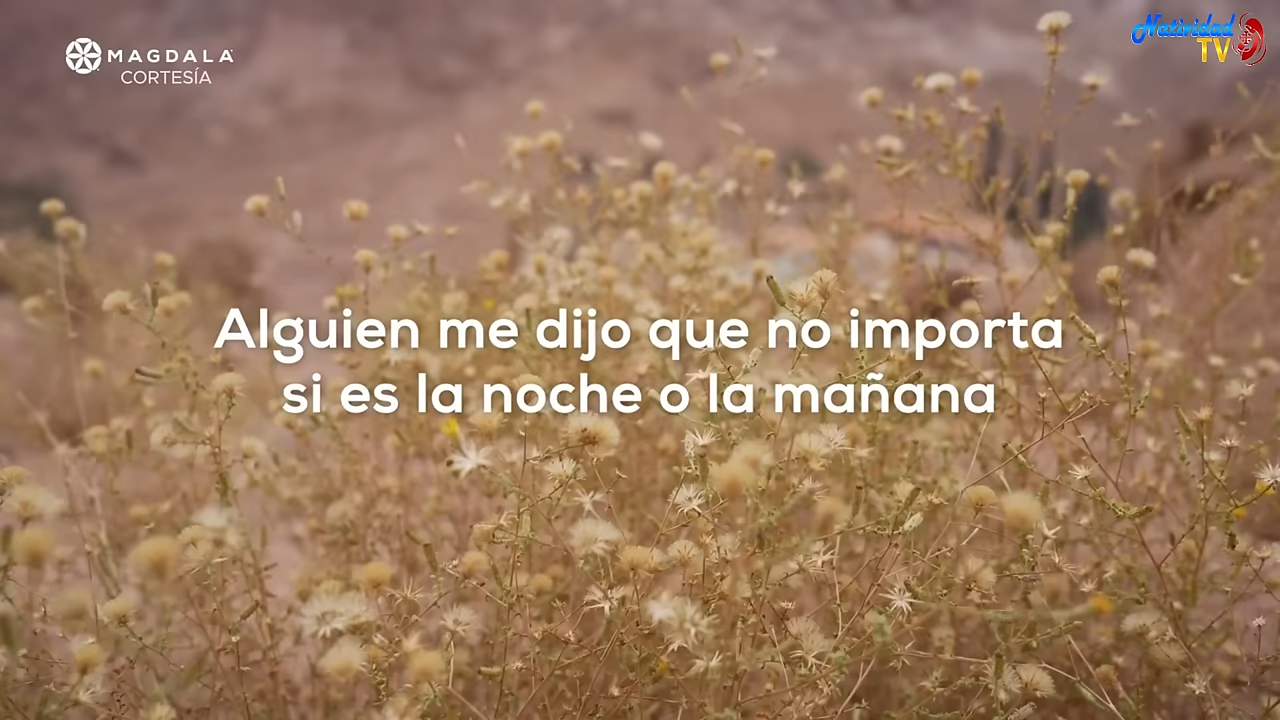 MAGDALA
CORTESÍA
Natividad
TV
Alguien me dijo que no importa
si es la noche o la mañana